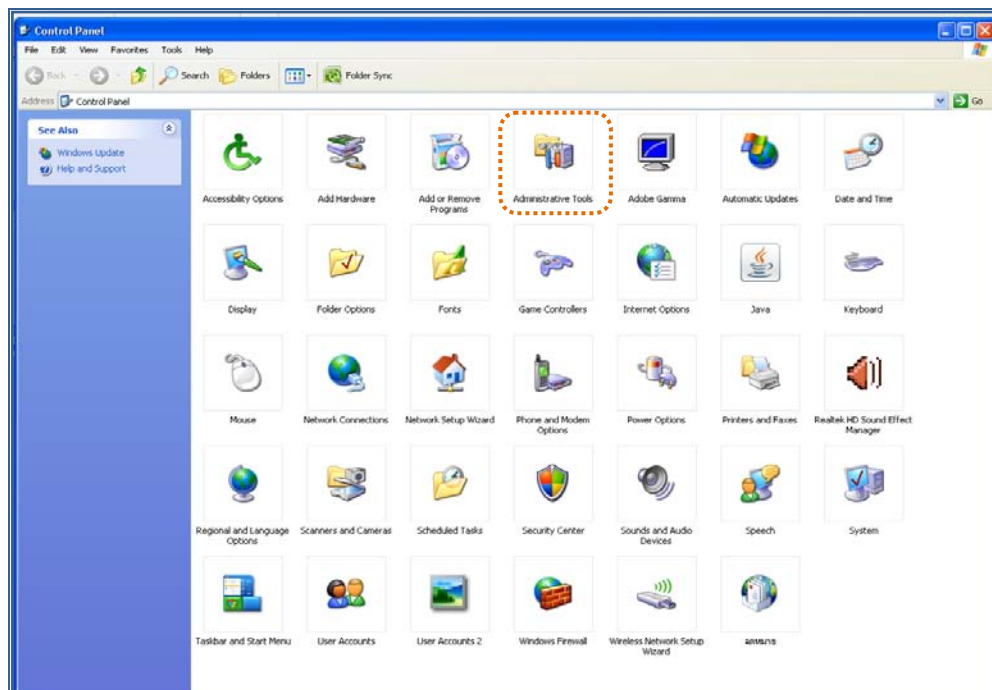 Control Panel
File Edit View Favorites Tools Help
Back Search Folders Folder Sync
Address Control Panel Go
See Also
Windows Update
Help and Support
Accessibility Options Add Hardware Add or Remove Administrative Tools Adobe Gamma Automatic Updates Date and Time
Programs
Display Folder Options Fonts Game Controllers Internet Options Java Keyboard
Mouse Network Connections Network Setup Wizard Phone and Modem Power Options Printers and Faxes Realtek HD Sound Effect
Options Manager
Regional and Language Scanners and Cameras Scheduled Tasks Security Center Sounds and Audio Speech System
Options Devices
Taskbar and Start Menu User Accounts User Accounts 2 Windows Firewall Wireless Network Setup
Wizard